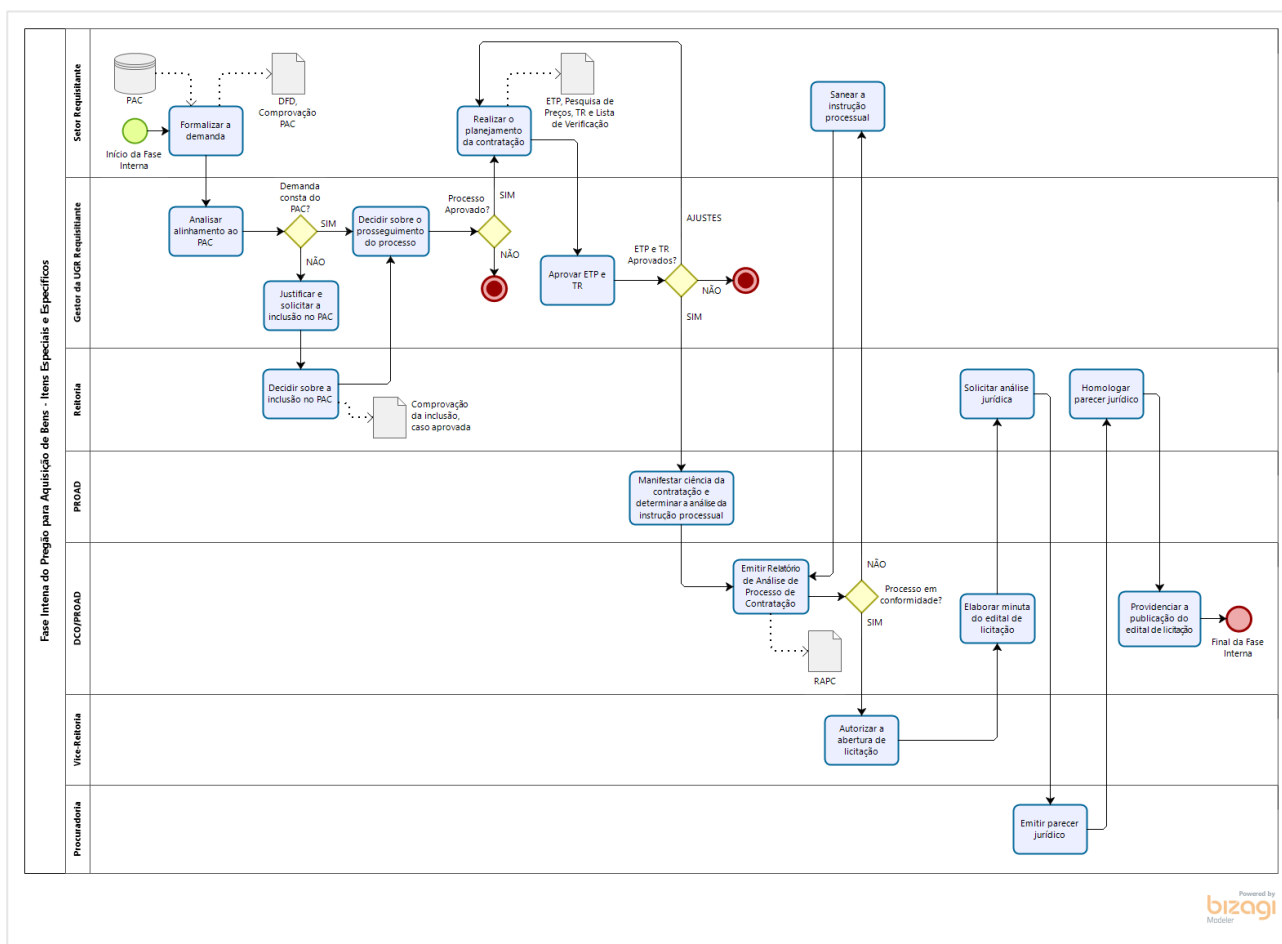 Fase Intena do Pregão para Aquisição de Bens - Itens Especiais e Específicos
Setor Requisitante
PAC
DFD,
Comprovação
PAC
Início da Fase
Interna
Formalizar a
demanda
Realizar o
planejamento
da contratação
ETP, Pesquisa de
Preços, TR e Lista
de Verificação
Sanear a
instrução
processual
Gestor da UGR Requisitiante
Analisar
alinhamento ao
PAC
Demanda
consta do
PAC?
SIM
NÃO
Justificar e
solicitar a
inclusão no PAC
Decidir sobre o
prosseguimento
do processo
Processo
Aprovado?
SIM
NÃO
Aprovar ETP e
TR
ETP e TR
Aprovados?
AJUSTES
NÃO
SIM
Reitoria
Decidir sobre a
inclusão no PAC
Comprovação
da inclusão,
caso aprovada
Solicitar análise
jurídica
Homologar
parecer jurídico
PROAD
Manifestar ciência da
contratação e
determinar a análise da
instrução processual
DCO/PROAD
Emitir Relatório
de Análise de
Processo de
Contratação
RAPC
NÃO
Processo em
conformidade?
SIM
Elaborar minuta
do edital de
licitação
Providenciar a
publicação do
edital de licitação
Final da Fase
Interna
Vice-Reitoria
Autorizar a
abertura de
licitação
Procuradoria
Emitir parecer
jurídico
Powered by
bizagi
Modeler